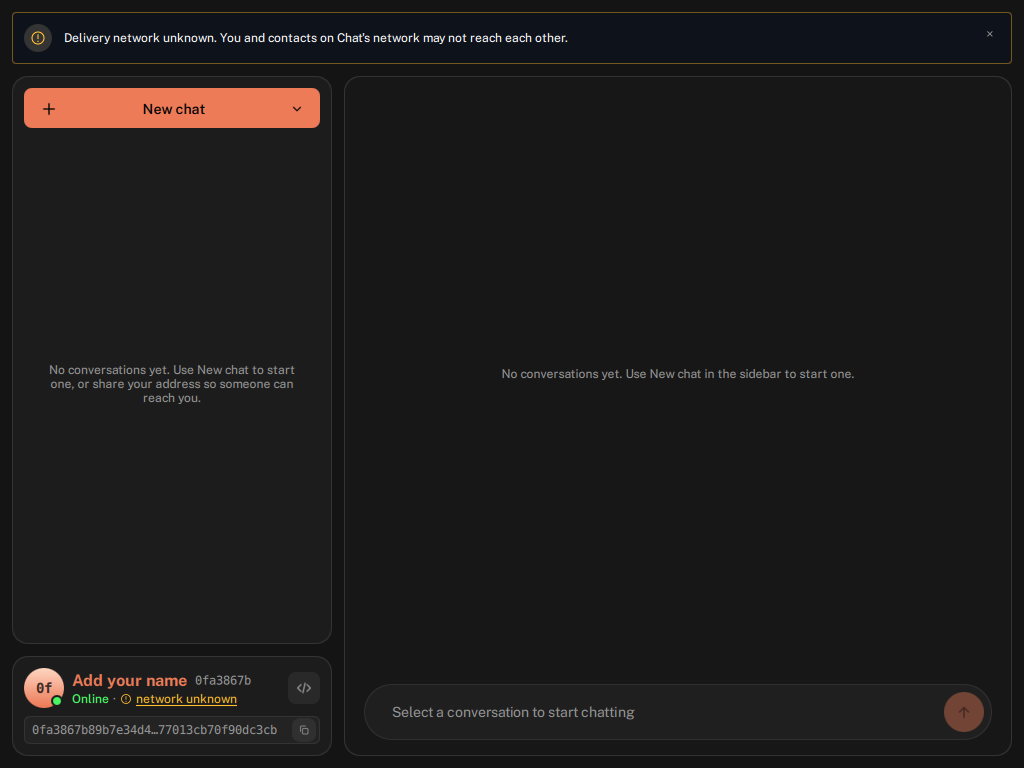 Delivery network unknown. You and contacts on Chat's network may not reach each other.
New chat
No conversations yet. Use New chat to start
one, or share your address so someone can
reach you.
No conversations yet. Use New chat in the sidebar to start one.
0f
Add your name 0fa3867b
Online · network unknown
0fa3867b89b7e34d4…77013cb70f90dc3cb
Select a conversation to start chatting